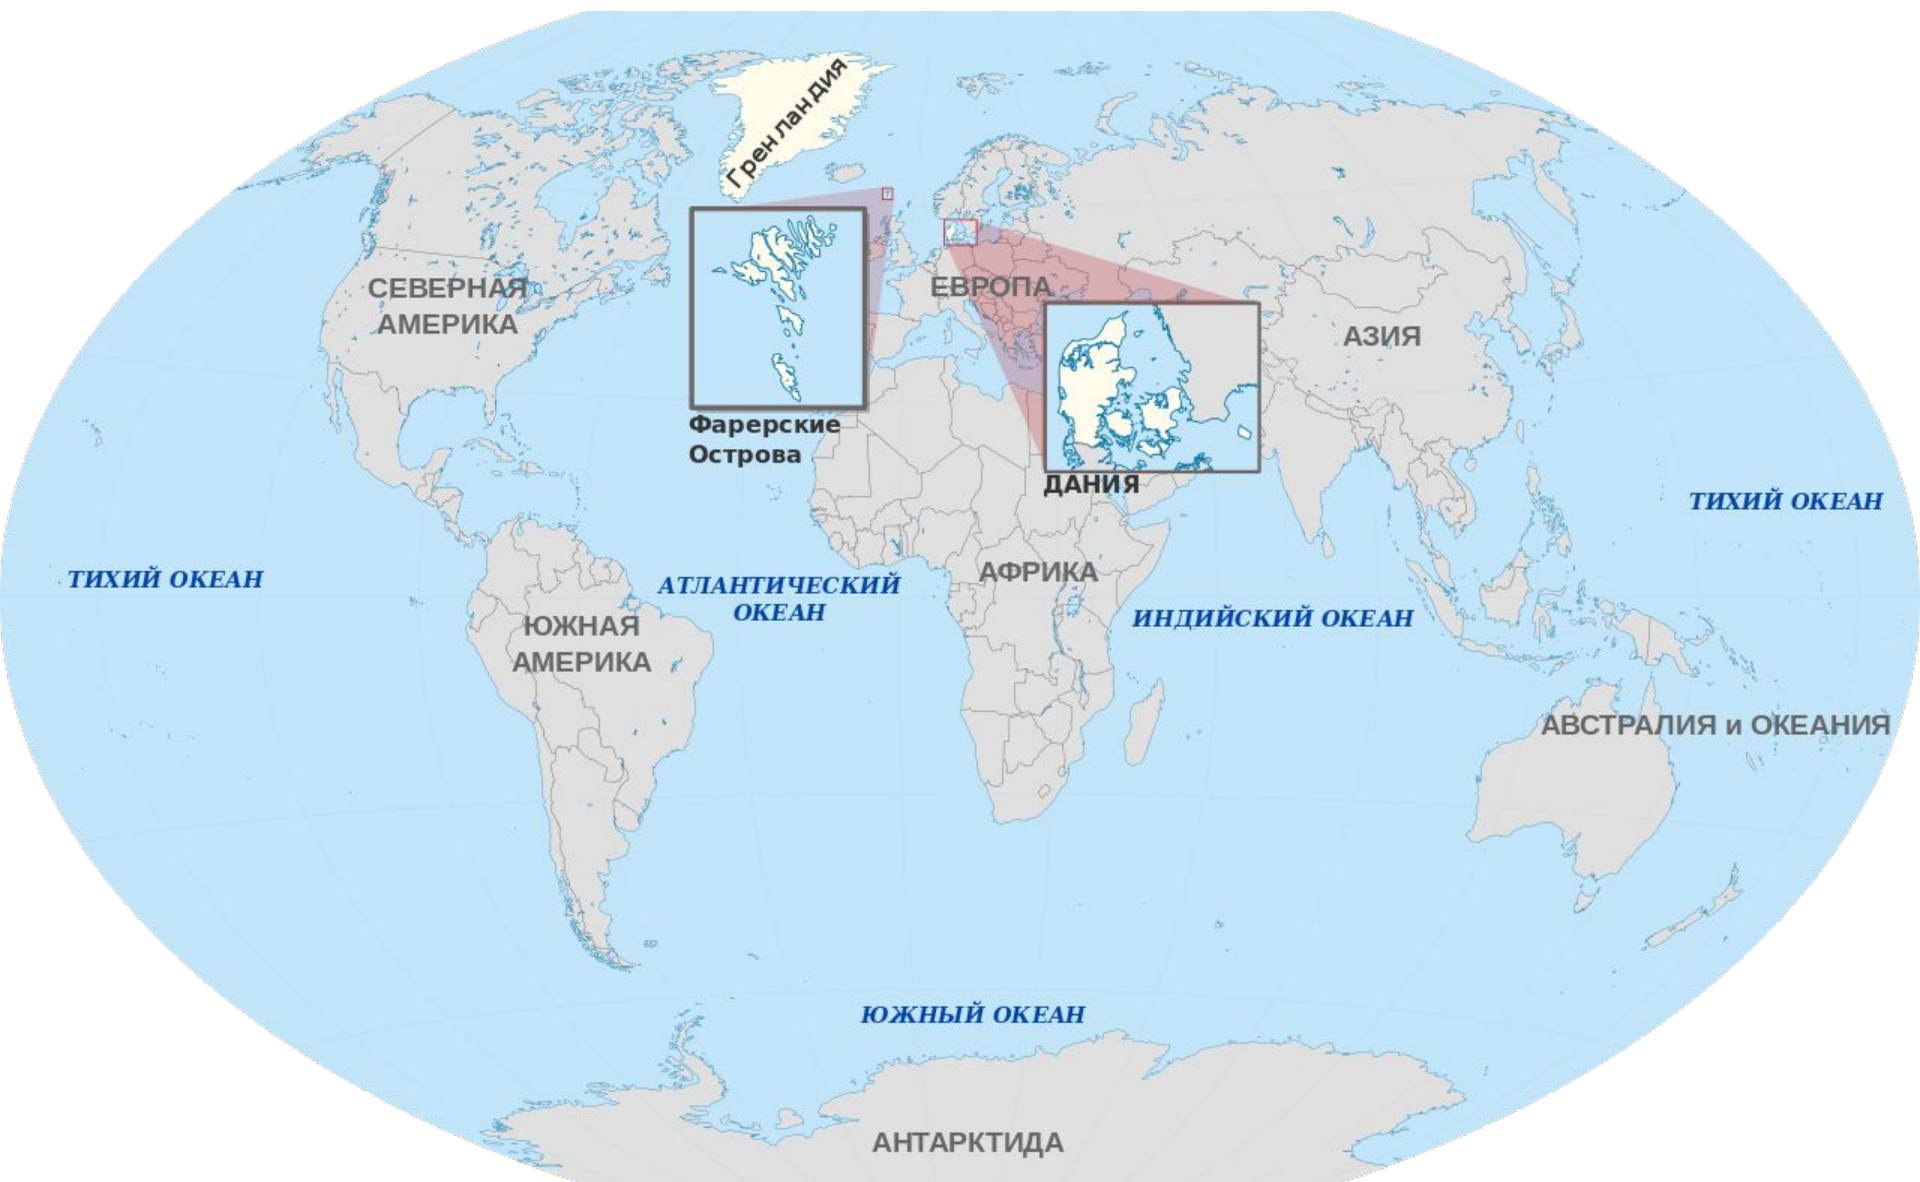 Гренландия
СЕВЕРНАЯ
АМЕРИКА
ЕВРОПА
АЗИЯ
Фарерские
Острова
ДАНИЯ
ТИХИЙ ОКЕАН
ТИХИЙ ОКЕАН
АТЛАНТИЧЕСКИЙ
ОКЕАН
АФРИКА
ИНДИЙСКИЙ ОКЕАН
ЮЖНАЯ
АМЕРИКА
АВСТРАЛИЯ и ОКЕАНИЯ
ЮЖНЫЙ ОКЕАН
АНТАРКТИДА